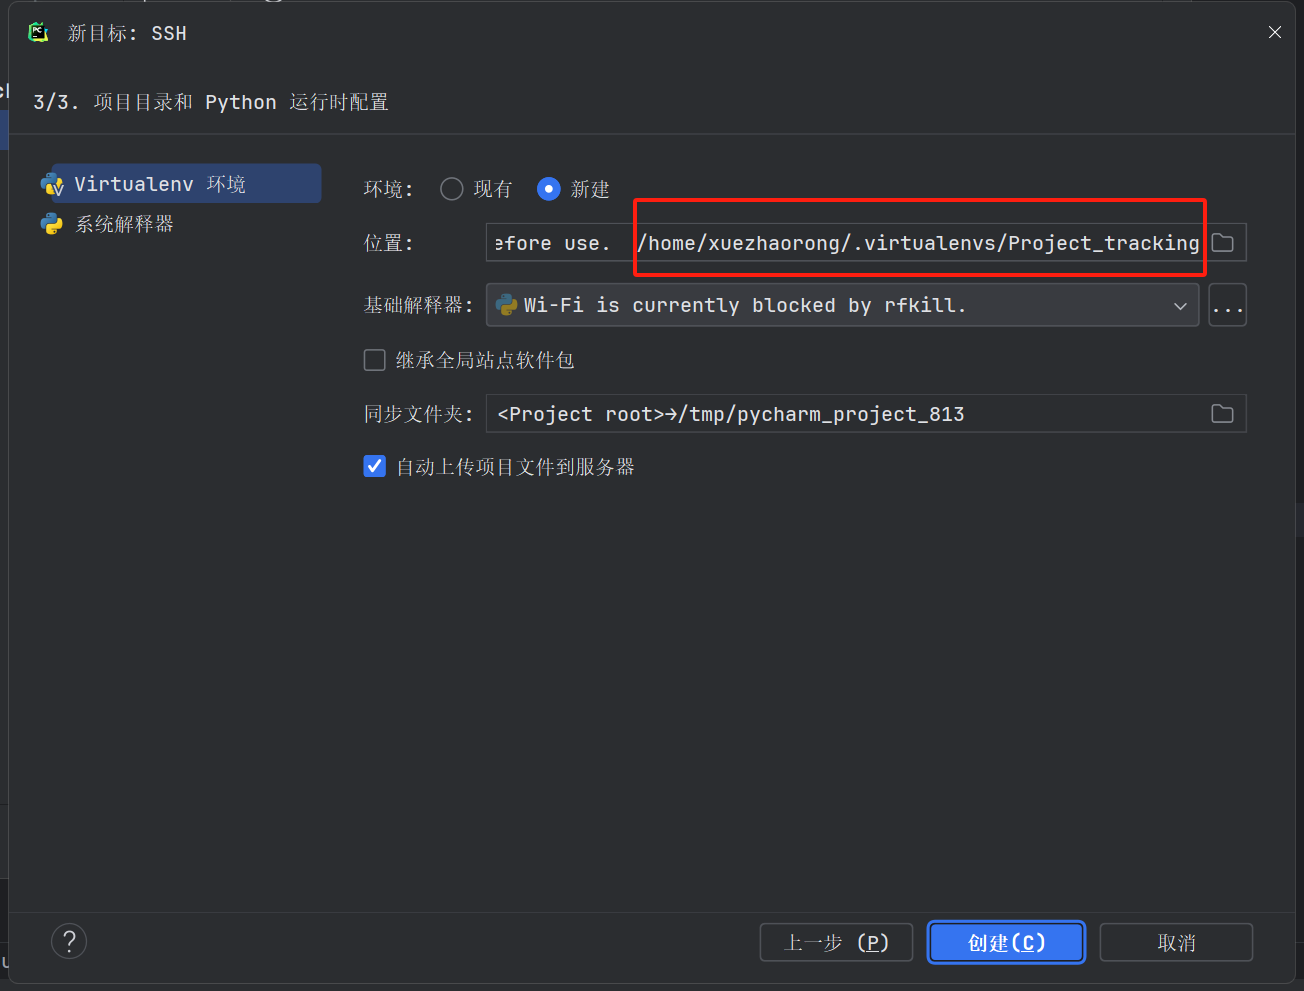 新目标: SSH
3/3. 项目目录和 Python 运行时配置
Virtualenv 环境
系统解释器
环境: 现有 新建
位置: efore use. /home/xuezhaorong/.virtualenvs/Project_tracking
基础解释器: Wi-Fi is currently blocked by rfkill. ...
继承全局站点软件包
同步文件夹: <Project root>→/tmp/pycharm_project_813
自动上传项目文件到服务器
? 上一步 (P) 创建(C) 取消